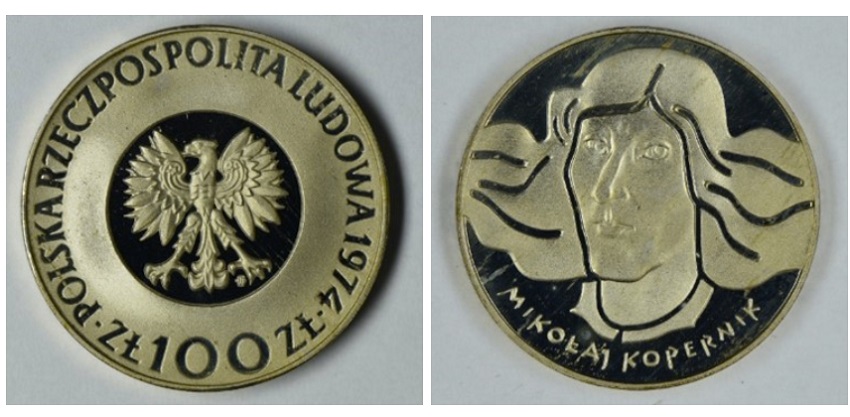 POLSKA RZECZPOSPOLITA LUDOWA 1974
ZŁ 100 ZŁ
MIKOŁAJ KOPERNIK